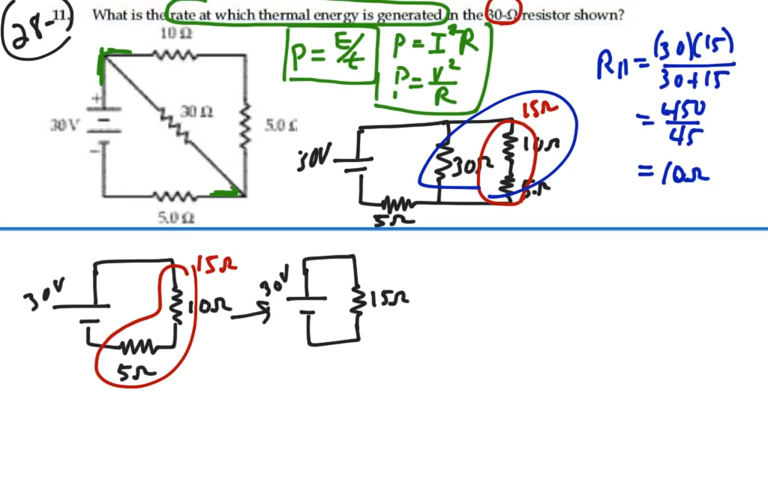 28-11. What is the rate at which thermal energy is generated in the 30-Ω resistor shown?
10 Ω
30 V
+
−
30 Ω
5.0 Ω
5.0 Ω
P = E/t
P = I²R
P = V²/R
30V
30Ω
15Ω
10Ω
5Ω
5Ω
R|| = (30)(15)/30+15
= 450/45
= 10Ω
30V
15Ω
10Ω
5Ω
30V
15Ω